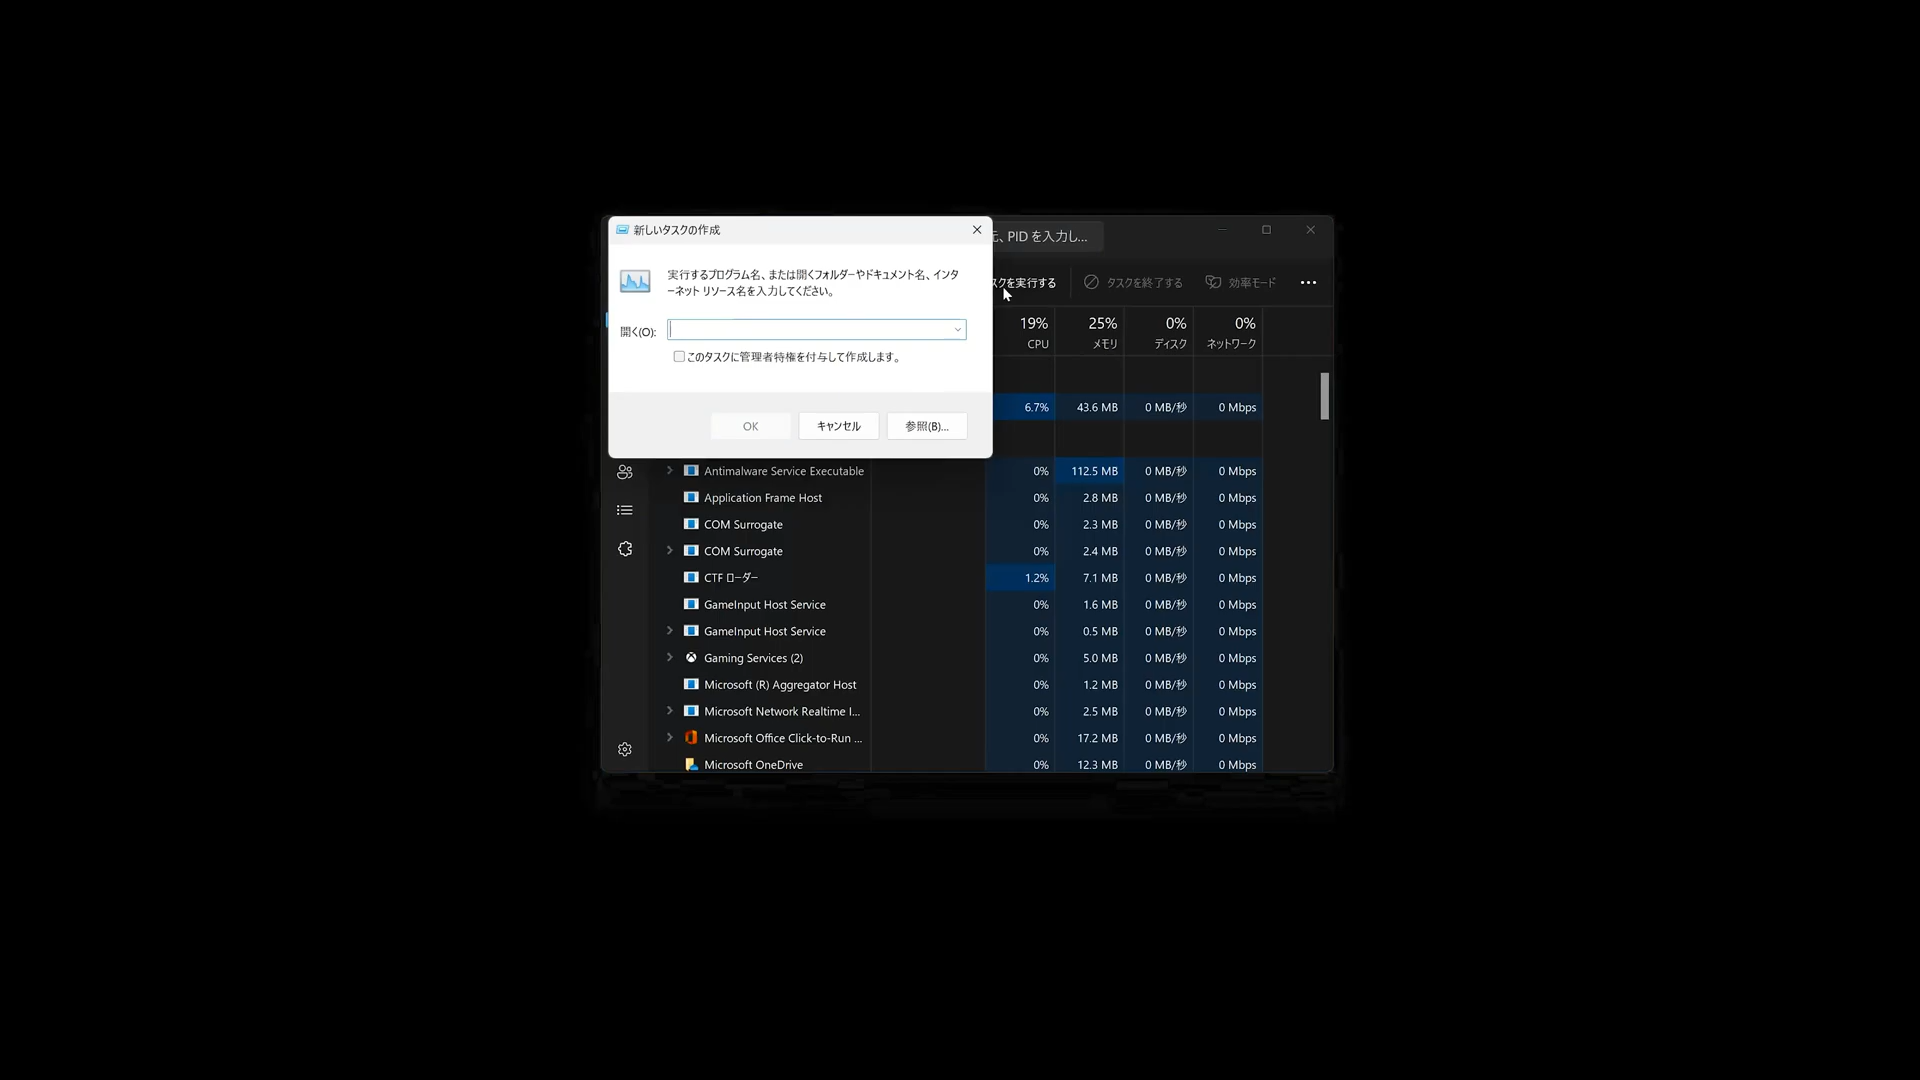 新しいタスクの作成
元、PID を入力し...
実行するプログラム名、または開くフォルダーやドキュメント名、インタ
ーネット リソース名を入力してください。
スクを実行する
タスクを終了する
効率モード
開く(O):
このタスクに管理者特権を付与して作成します。
OK
キャンセル
参照(B)...
19% 25% 0% 0%
CPU メモリ ディスク ネットワーク
6.7% 43.6 MB 0 MB/秒 0 Mbps
Antimalware Service Executable 0% 112.5 MB 0 MB/秒 0 Mbps
Application Frame Host 0% 2.8 MB 0 MB/秒 0 Mbps
COM Surrogate 0% 2.3 MB 0 MB/秒 0 Mbps
COM Surrogate 0% 2.4 MB 0 MB/秒 0 Mbps
CTF ローダー 1.2% 7.1 MB 0 MB/秒 0 Mbps
GameInput Host Service 0% 1.6 MB 0 MB/秒 0 Mbps
GameInput Host Service 0% 0.5 MB 0 MB/秒 0 Mbps
Gaming Services (2) 0% 5.0 MB 0 MB/秒 0 Mbps
Microsoft (R) Aggregator Host 0% 1.2 MB 0 MB/秒 0 Mbps
Microsoft Network Realtime I... 0% 2.5 MB 0 MB/秒 0 Mbps
Microsoft Office Click-to-Run ... 0% 17.2 MB 0 MB/秒 0 Mbps
Microsoft OneDrive 0% 12.3 MB 0 MB/秒 0 Mbps